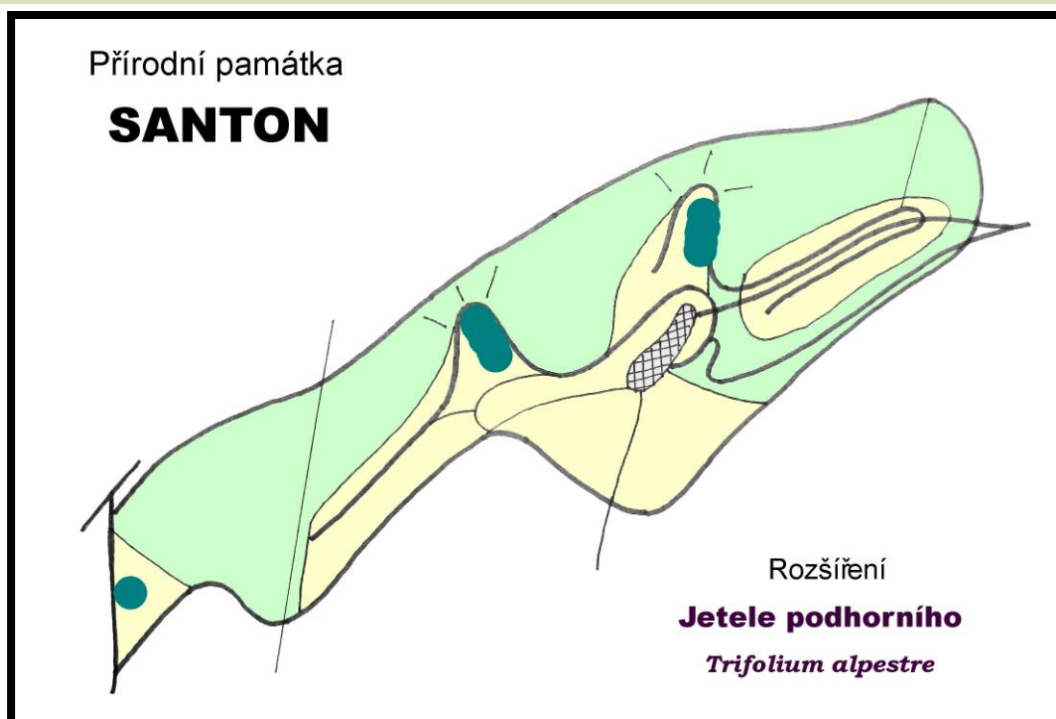 Přírodní památka
SANTON
Rozšíření
Jetele podhorního
Trifolium alpestre